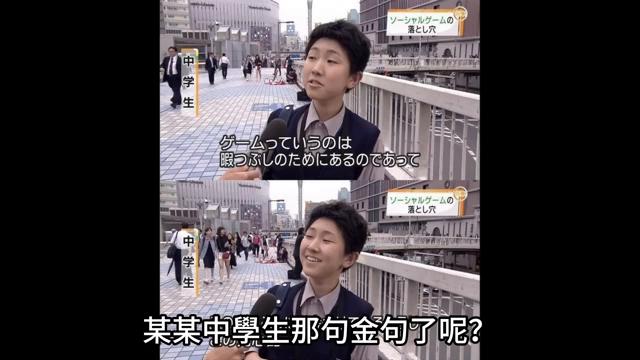 ソーシャルゲームの
落とし穴
中学生
ゲームっていうのは
暇つぶしのためにあるのであって
ソーシャルゲームの
落とし穴
中学生
某某中學生那句金句了呢?